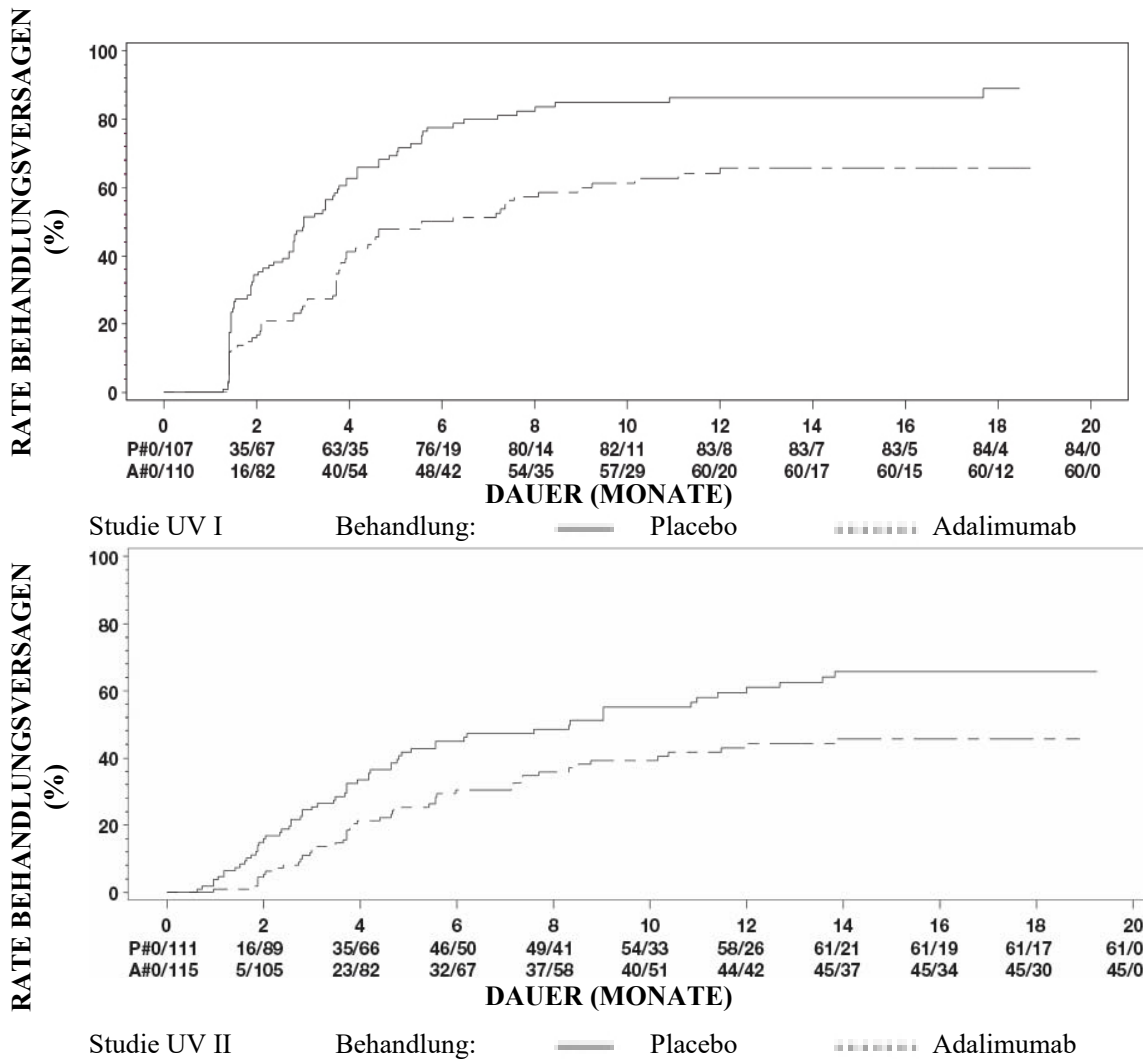 RATE BEHANDLUNGSVERSAGEN
(%)
100
80
60
40
20
0
0 2 4 6 8 10 12 14 16 18 20
P#0/107 35/67 63/35 76/19 80/14 82/11 83/8 83/7 83/5 84/4 84/0
A#0/110 16/82 40/54 48/42 54/35 57/29 60/20 60/17 60/15 60/12 60/0
DAUER (MONATE)
Studie UV I Behandlung: Placebo Adalimumab
RATE BEHANDLUNGSVERSAGEN
(%)
100
80
60
40
20
0
0 2 4 6 8 10 12 14 16 18 20
P#0/111 16/89 35/66 46/50 49/41 54/33 58/26 61/21 61/19 61/17 61/0
A#0/115 5/105 23/82 32/67 37/58 40/51 44/42 45/37 45/34 45/30 45/0
DAUER (MONATE)
Studie UV II Behandlung: Placebo Adalimumab